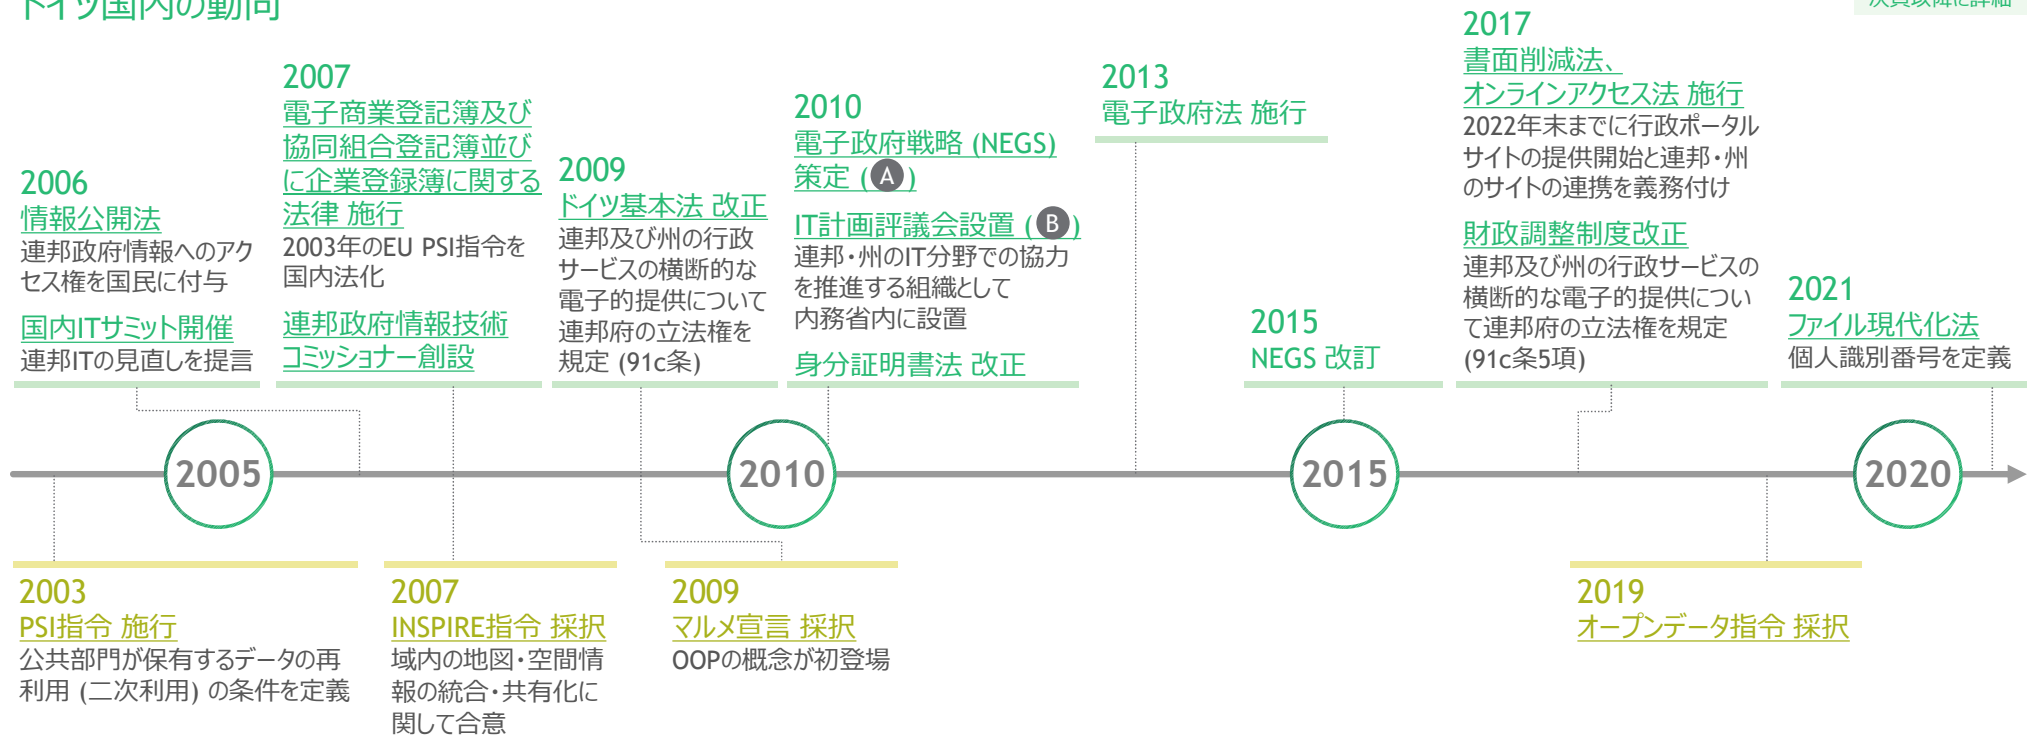 ドイツ国内の動向
次頁以降に詳細
2006
情報公開法
連邦政府情報へのアク
セス権を国民に付与
国内ITサミット開催
連邦ITの見直しを提言
2007
電子商業登記簿及び
協同組合登記簿並び
に企業登録簿に関する
法律 施行
2003年のEU PSI指令を
国内法化
連邦政府情報技術
コミッショナー創設
2009
ドイツ基本法 改正
連邦及び州の行政
サービスの横断的な
電子的提供について
連邦府の立法権を
規定 (91c条)
2010
電子政府戦略 (NEGS)
策定 (A)
IT計画評議会設置 (B)
連邦・州のIT分野での協力
を推進する組織として
内務省内に設置
身分証明書法 改正
2013
電子政府法 施行
2015
NEGS 改訂
2017
書面削減法、
オンラインアクセス法 施行
2022年末までに行政ポータル
サイトの提供開始と連邦・州
のサイトの連携を義務付け
財政調整制度改正
連邦及び州の行政サービスの
横断的な電子的提供につい
て連邦府の立法権を規定
(91c条5項)
2021
ファイル現代化法
個人識別番号を定義
2005
2010
2015
2020
2003
PSI指令 施行
公共部門が保有するデータの再
利用 (二次利用) の条件を定義
2007
INSPIRE指令 採択
域内の地図・空間情
報の統合・共有化に
関して合意
2009
マルメ宣言 採択
OOPの概念が初登場
2019
オープンデータ指令 採択